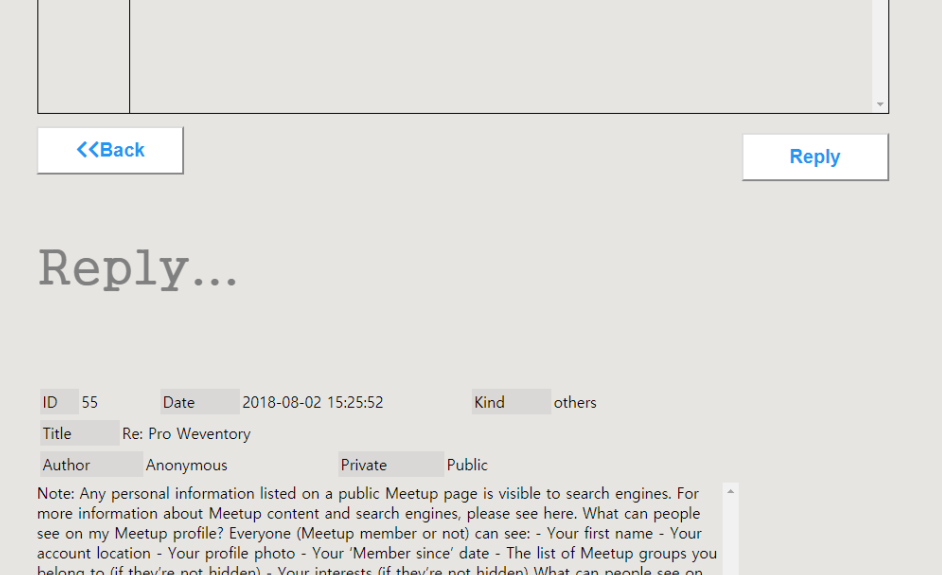 <<Back
Reply
Reply...
ID 55 Date 2018-08-02 15:25:52 Kind others
Title Re: Pro Weventory
Author Anonymous Private Public
Note: Any personal information listed on a public Meetup page is visible to search engines. For
more information about Meetup content and search engines, please see here. What can people
see on my Meetup profile? Everyone (Meetup member or not) can see: - Your first name - Your
account location - Your profile photo - Your 'Member since' date - The list of Meetup groups you
belong to (if they're not hidden) - Your interests (if they're not hidden) What can people see on